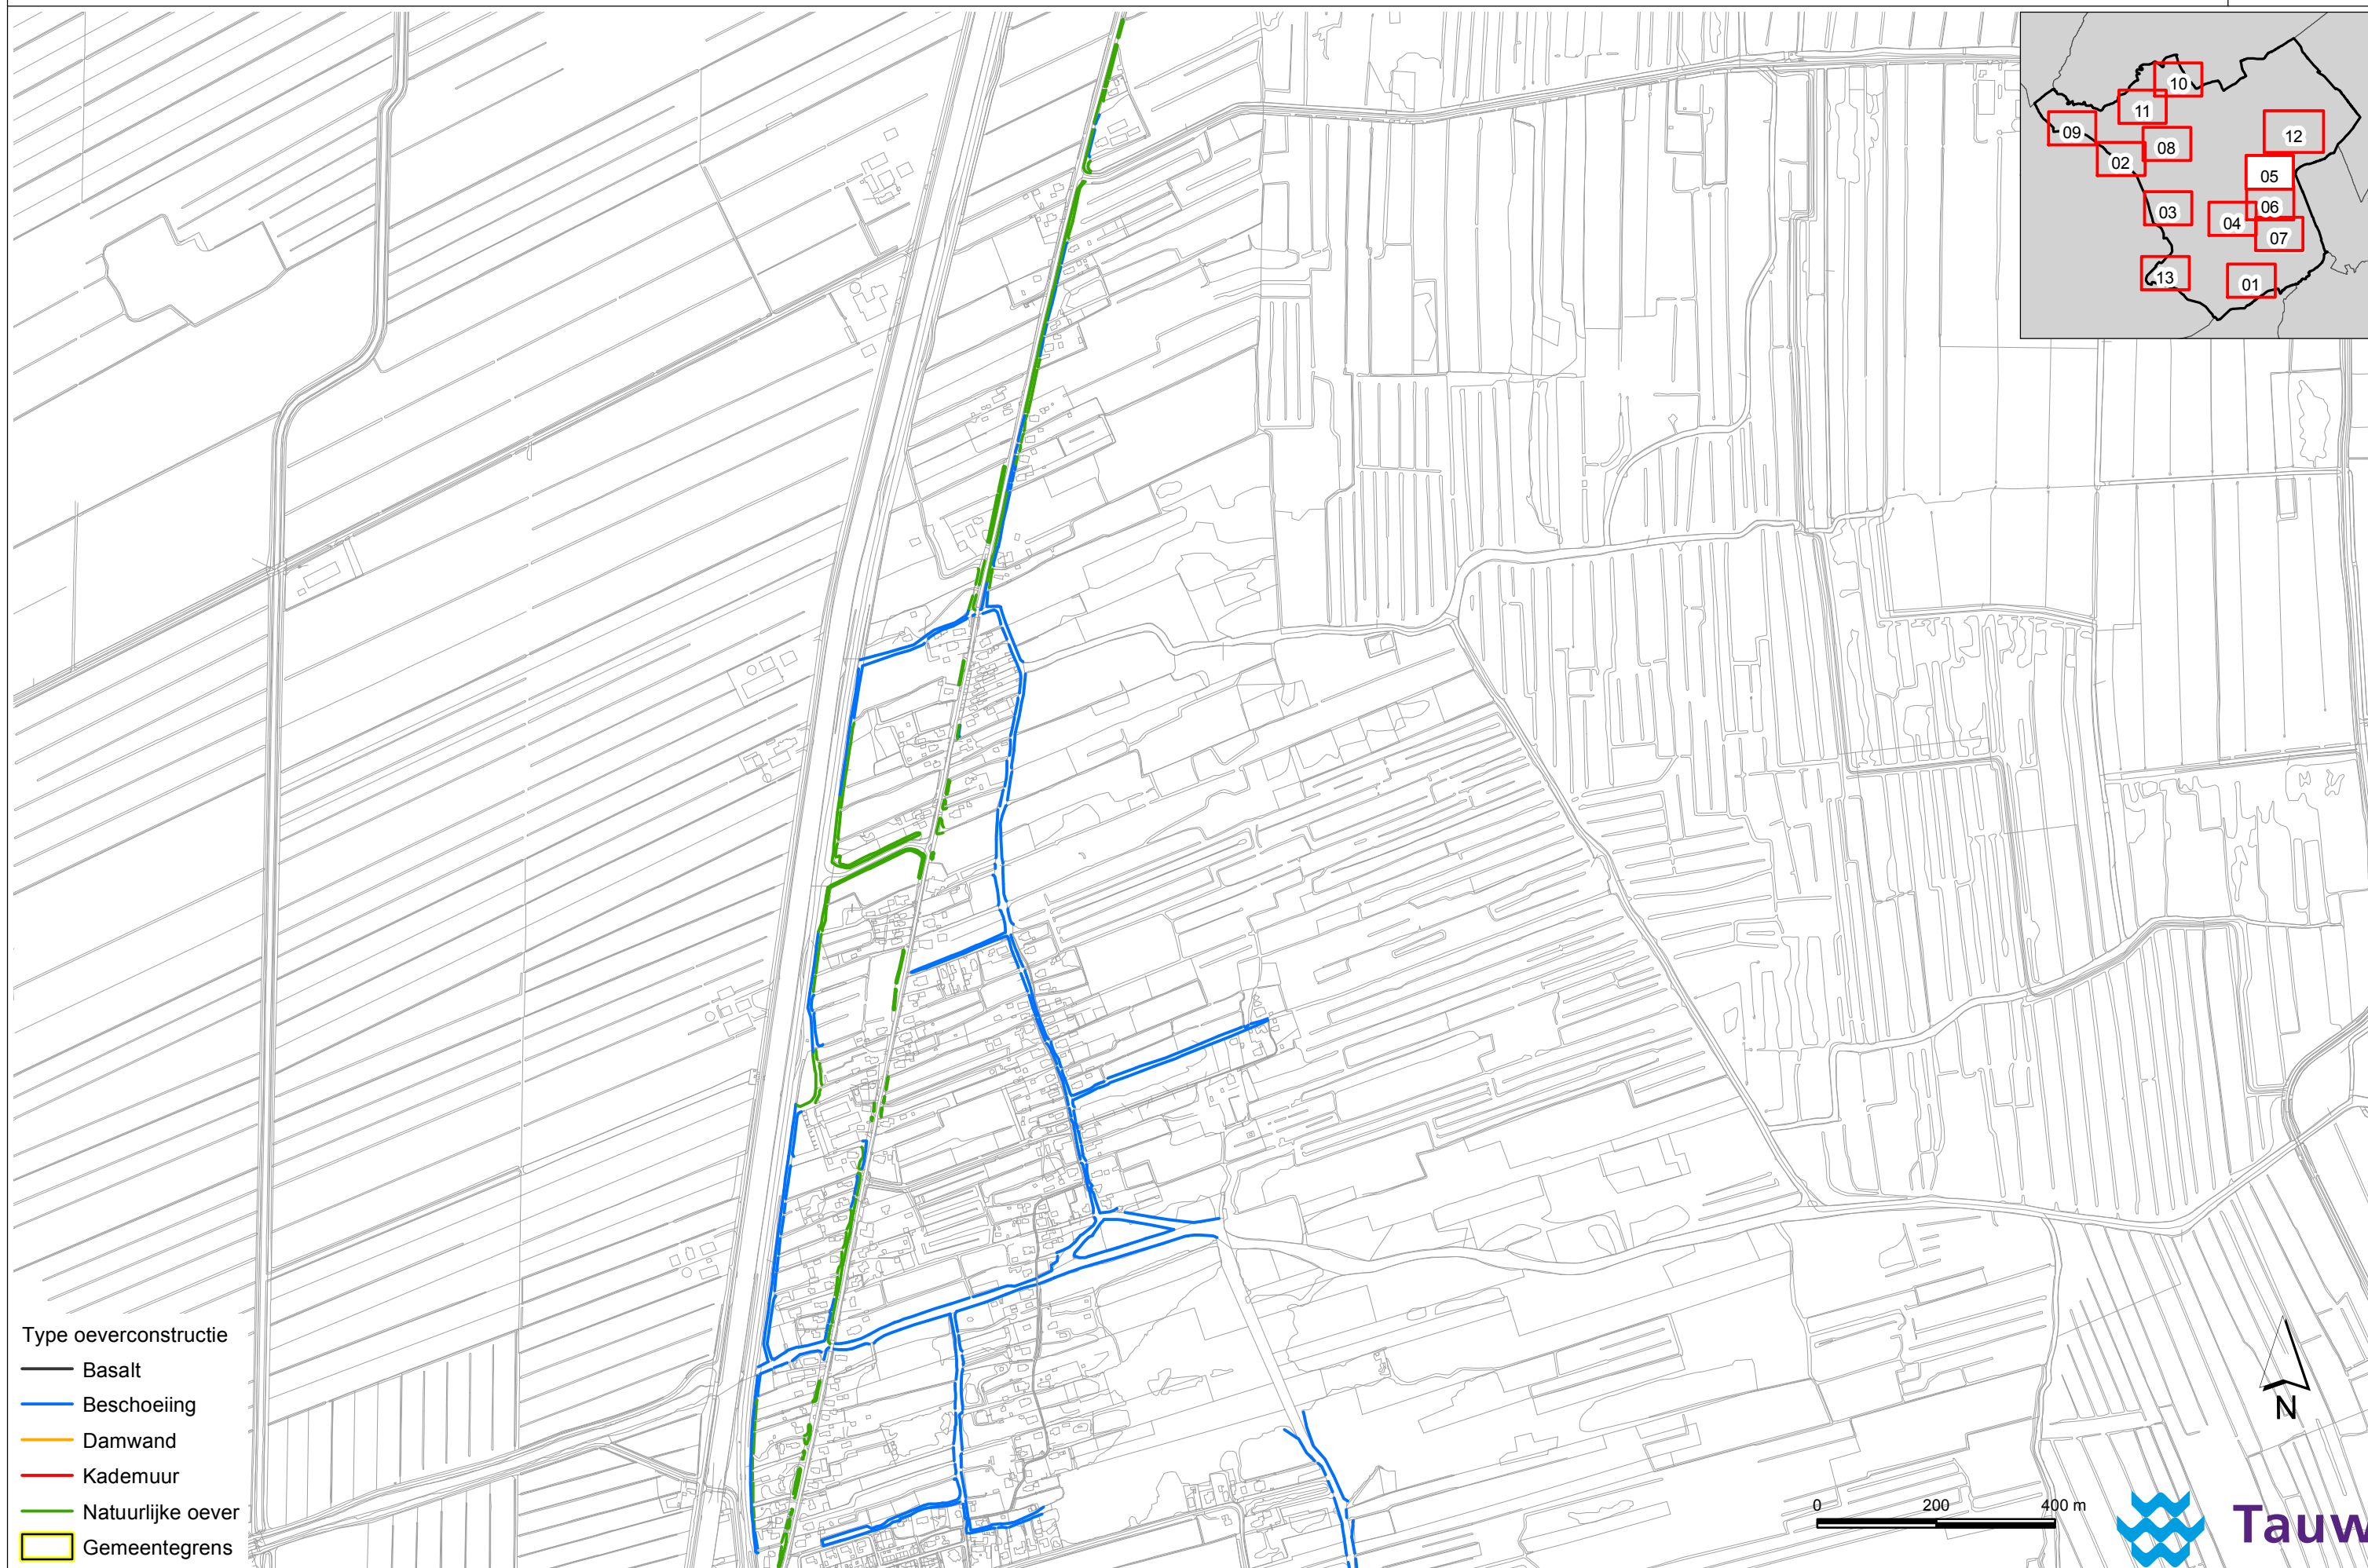 10
11
09
12
08
02
05
06
03
04
07
13
01
Type oeverconstructie
Basalt
Beschoeiing
Damwand
Kademuur
Natuurlijke oever
Gemeentegrens
N
0 200 400 m
Tauw